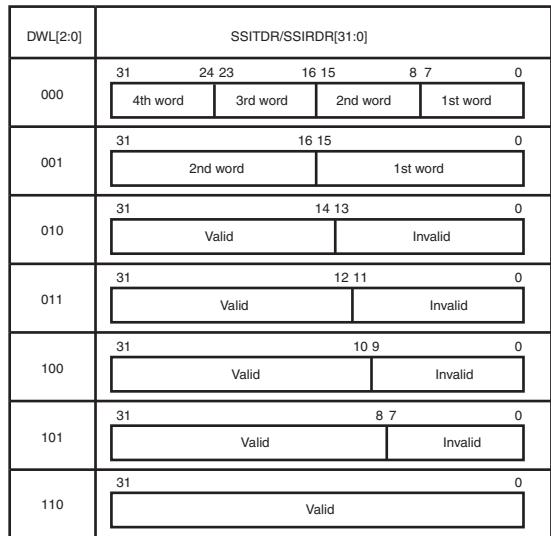 DWL[2:0] SSITDR/SSIRDR[31:0]
31 24 23 16 15 8 7 0
000 4th word 3rd word 2nd word 1st word
31 16 15 0
001 2nd word 1st word
31 14 13 0
010 Valid Invalid
31 12 11 0
011 Valid Invalid
31 10 9 0
100 Valid Invalid
31 8 7 0
101 Valid Invalid
31 0
110 Valid